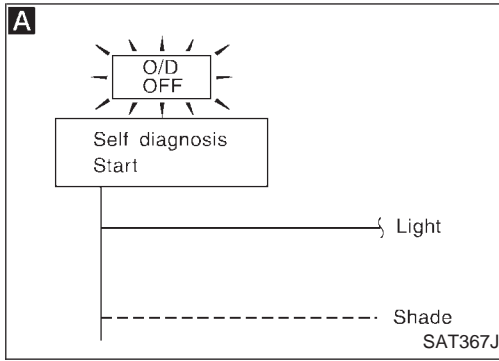 A
O/D
OFF
Self diagnosis
Start
Light
Shade
SAT367J